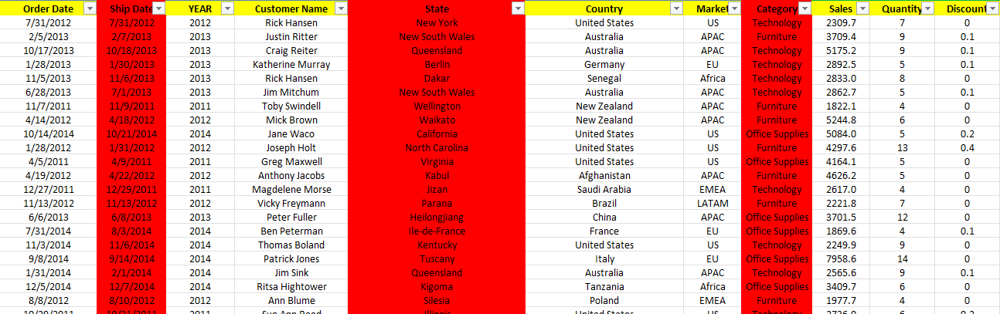 Order Date Ship Date YEAR Customer Name State Country Market Category Sales Quantity Discount
7/31/2012 7/31/2012 2012 Rick Hansen New York United States US Technology 2309.7 7 0
2/5/2013 2/7/2013 2013 Justin Ritter New South Wales Australia APAC Furniture 3709.4 9 0.1
10/17/2013 10/18/2013 2013 Craig Reiter Queensland Australia APAC Technology 5175.2 9 0.1
1/28/2013 1/30/2013 2013 Katherine Murray Berlin Germany EU Technology 2892.5 5 0.1
11/5/2013 11/6/2013 2013 Rick Hansen Dakar Senegal Africa Technology 2833.0 8 0
6/28/2013 7/1/2013 2013 Jim Mitchum New South Wales Australia APAC Technology 2862.7 5 0.1
11/7/2011 11/9/2011 2011 Toby Swindell Wellington New Zealand APAC Furniture 1822.1 4 0
4/14/2012 4/18/2012 2012 Mick Brown Waikato New Zealand APAC Furniture 5244.8 6 0
10/14/2014 10/21/2014 2014 Jane Waco California United States US Office Supplies 5084.0 5 0.2
1/28/2012 1/31/2012 2012 Joseph Holt North Carolina United States US Furniture 4297.6 13 0.4
4/5/2011 4/9/2011 2011 Greg Maxwell Virginia United States US Office Supplies 4164.1 5 0
4/19/2012 4/22/2012 2012 Anthony Jacobs Kabul Afghanistan APAC Furniture 4626.2 5 0
12/27/2011 12/29/2011 2011 Magdelene Morse Jizan Saudi Arabia EMEA Technology 2617.0 4 0
11/13/2012 11/13/2012 2012 Vicky Freymann Parana Brazil LATAM Furniture 2221.8 7 0
6/6/2013 6/8/2013 2013 Peter Fuller Heilongjiang China APAC Office Supplies 3701.5 12 0
7/31/2014 8/3/2014 2014 Ben Peterman Ile-de-France France EU Office Supplies 1869.6 4 0.1
11/3/2014 11/6/2014 2014 Thomas Boland Kentucky United States US Technology 2249.9 9 0
9/8/2014 9/14/2014 2014 Patrick Jones Tuscany Italy EU Office Supplies 7958.6 14 0
1/31/2014 2/1/2014 2014 Jim Sink Queensland Australia APAC Technology 2565.6 9 0.1
12/5/2014 12/7/2014 2014 Ritsa Hightower Kigoma Tanzania Africa Office Supplies 3409.7 6 0
8/8/2012 8/10/2012 2012 Ann Blume Silesia Poland EMEA Furniture 1977.7 4 0